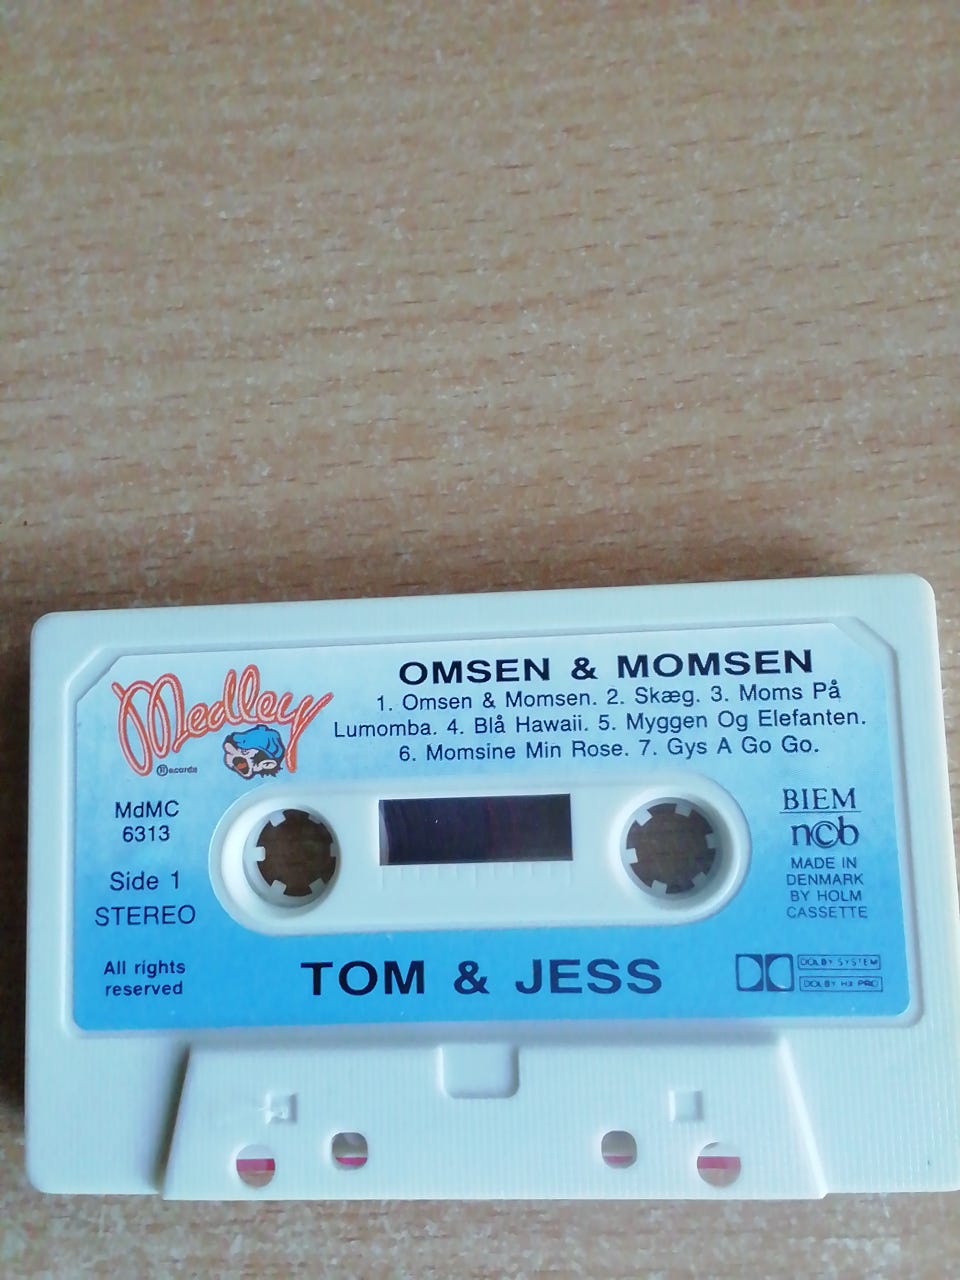 OMSEN & MOMSEN
1. Omsen & Momsen. 2. Skæg. 3. Moms På
Lumomba. 4. Blå Hawaii. 5. Myggen Og Elefanten.
6. Momsine Min Rose. 7. Gys A Go Go.
Medley
Records
MdMC
6313
Side 1
STEREO
All rights
reserved
BIEM
n©b
MADE IN
DENMARK
BY HOLM
CASSETTE
TOM & JESS
DOLBY SYSTEM
DOLBY HX PRO